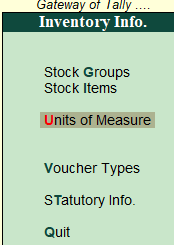 Gateway of Tally ....
Inventory Info.
Stock Groups
Stock Items
Units of Measure
Voucher Types
STatutory Info.
Quit